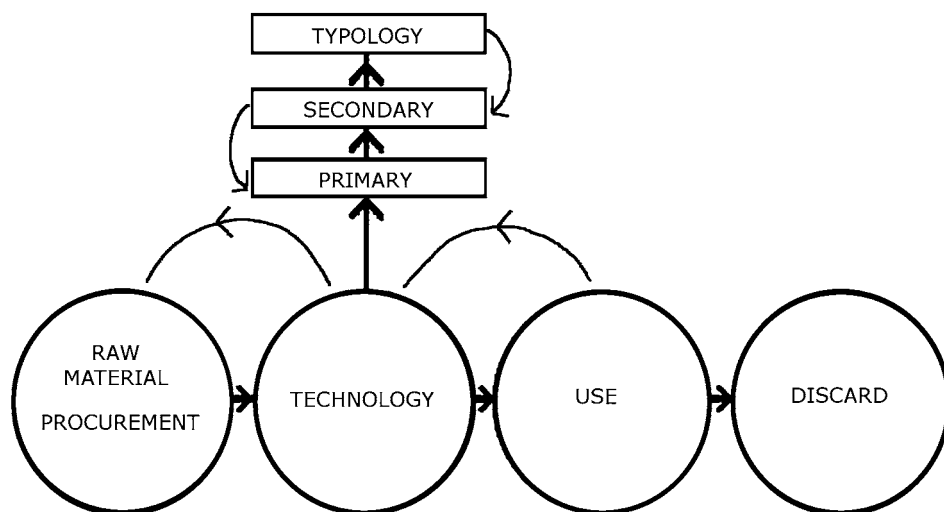 TYPOLOGY
SECONDARY
PRIMARY
RAW
MATERIAL
PROCUREMENT
TECHNOLOGY
USE
DISCARD